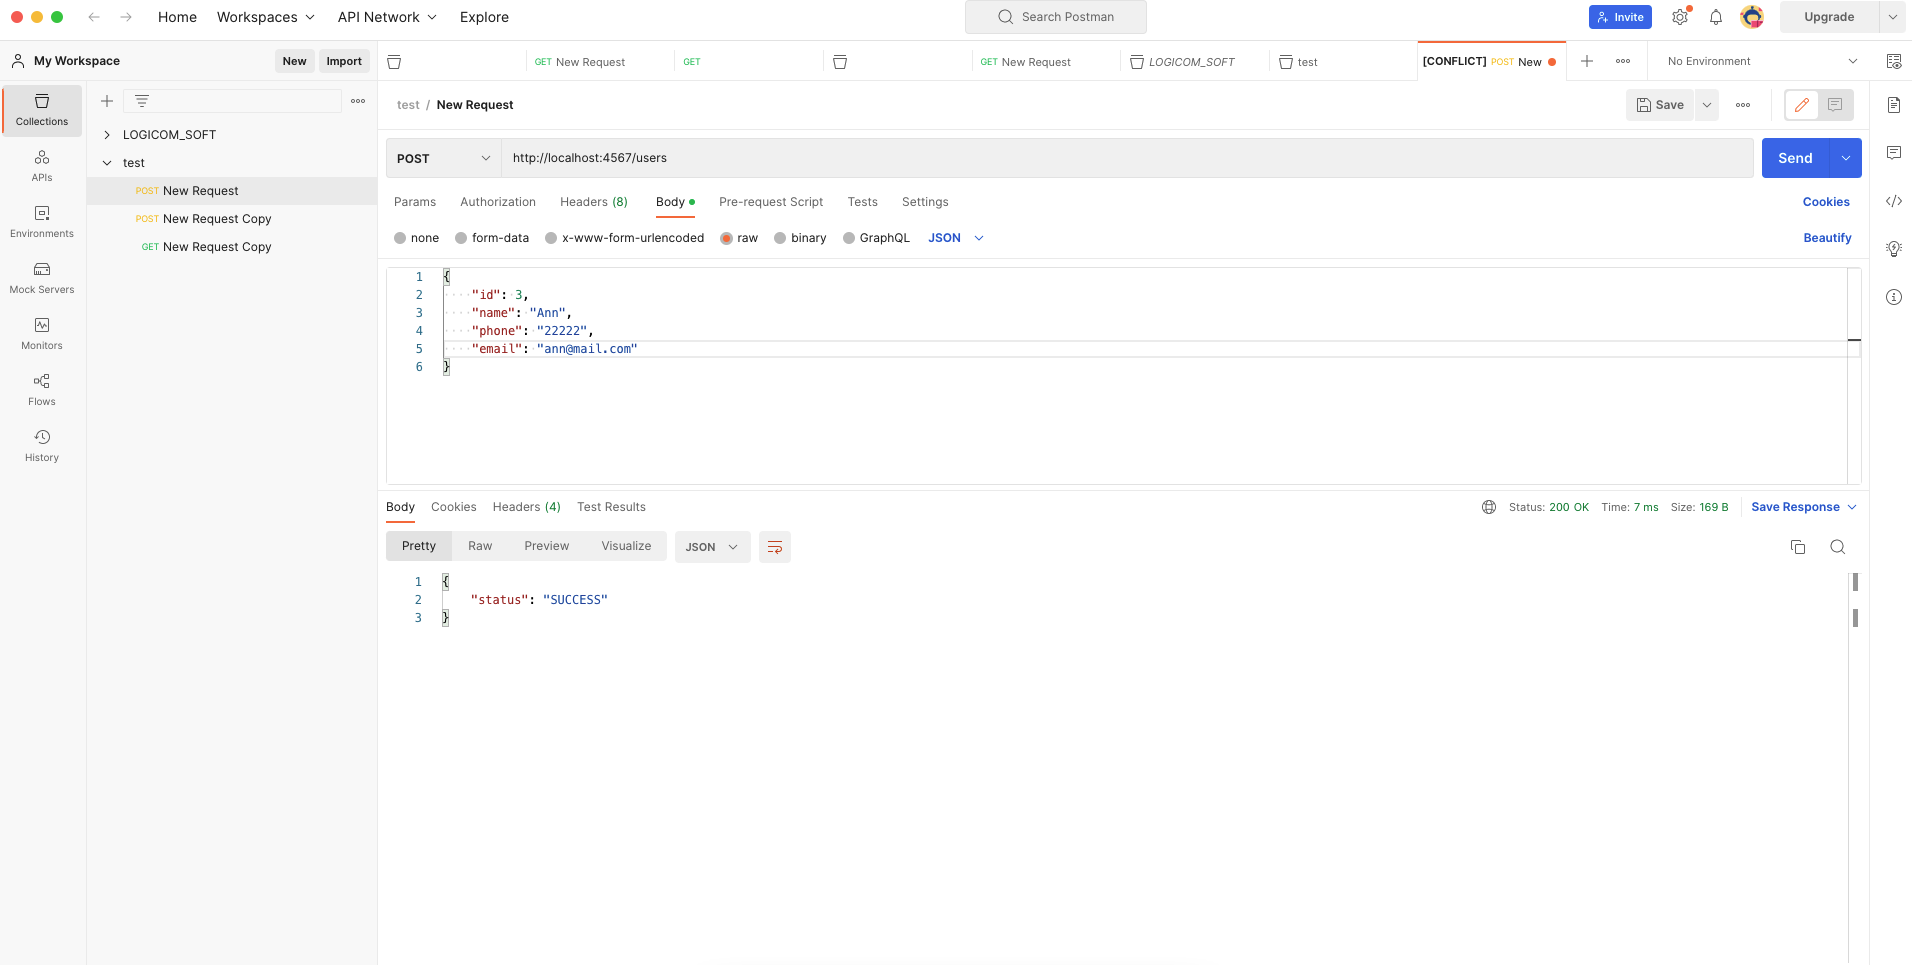 Home Workspaces API Network Explore Search Postman Invite Upgrade
My Workspace New Import GET New Request GET GET New Request LOGICOM_SOFT test [CONFLICT] POST New No Environment
Collections
APIs
Environments
Mock Servers
Monitors
Flows
History
LOGICOM_SOFT
test
POST New Request
POST New Request Copy
GET New Request Copy
test / New Request Save
POST http://localhost:4567/users Send
Params Authorization Headers (8) Body Pre-request Script Tests Settings Cookies
none form-data x-www-form-urlencoded raw binary GraphQL JSON Beautify
1 {
2 "id": 3,
3 "name": "Ann",
4 "phone": "22222",
5 "email": "ann@mail.com"
6 }
Body Cookies Headers (4) Test Results Status: 200 OK Time: 7 ms Size: 169 B Save Response
Pretty Raw Preview Visualize JSON
1 {
2 "status": "SUCCESS"
3 }